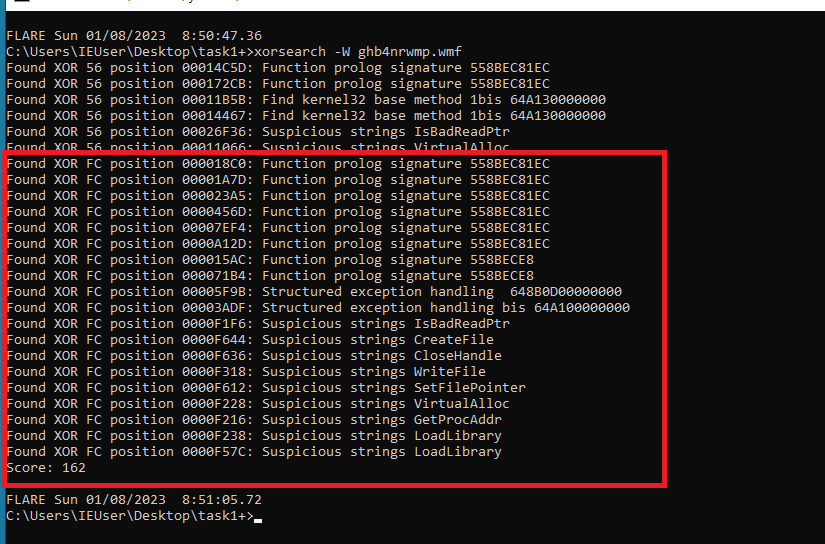 FLARE Sun 01/08/2023  8:50:47.36
C:\Users\IEUser\Desktop\task1+>xorsearch -W ghb4nrwmp.wmf
Found XOR 56 position 00014C5D: Function prolog signature 558BEC81EC
Found XOR 56 position 000172CB: Function prolog signature 558BEC81EC
Found XOR 56 position 00011B5B: Find kernel32 base method 1bis 64A130000000
Found XOR 56 position 00014467: Find kernel32 base method 1bis 64A130000000
Found XOR 56 position 00026F36: Suspicious strings IsBadReadPtr
Found XOR 56 position 00011066: Suspicious strings VirtualAlloc
Found XOR FC position 000018C0: Function prolog signature 558BEC81EC
Found XOR FC position 00001A7D: Function prolog signature 558BEC81EC
Found XOR FC position 000023A5: Function prolog signature 558BEC81EC
Found XOR FC position 0000456D: Function prolog signature 558BEC81EC
Found XOR FC position 00007EF4: Function prolog signature 558BEC81EC
Found XOR FC position 0000A12D: Function prolog signature 558BEC81EC
Found XOR FC position 000015AC: Function prolog signature 558BECE8
Found XOR FC position 000071B4: Function prolog signature 558BECE8
Found XOR FC position 00005F9B: Structured exception handling  648B0D00000000
Found XOR FC position 00003ADF: Structured exception handling bis 64A100000000
Found XOR FC position 0000F1F6: Suspicious strings IsBadReadPtr
Found XOR FC position 0000F644: Suspicious strings CreateFile
Found XOR FC position 0000F636: Suspicious strings CloseHandle
Found XOR FC position 0000F318: Suspicious strings WriteFile
Found XOR FC position 0000F612: Suspicious strings SetFilePointer
Found XOR FC position 0000F228: Suspicious strings VirtualAlloc
Found XOR FC position 0000F216: Suspicious strings GetProcAddr
Found XOR FC position 0000F238: Suspicious strings LoadLibrary
Found XOR FC position 0000F57C: Suspicious strings LoadLibrary
Score: 162
FLARE Sun 01/08/2023  8:51:05.72
C:\Users\IEUser\Desktop\task1+>